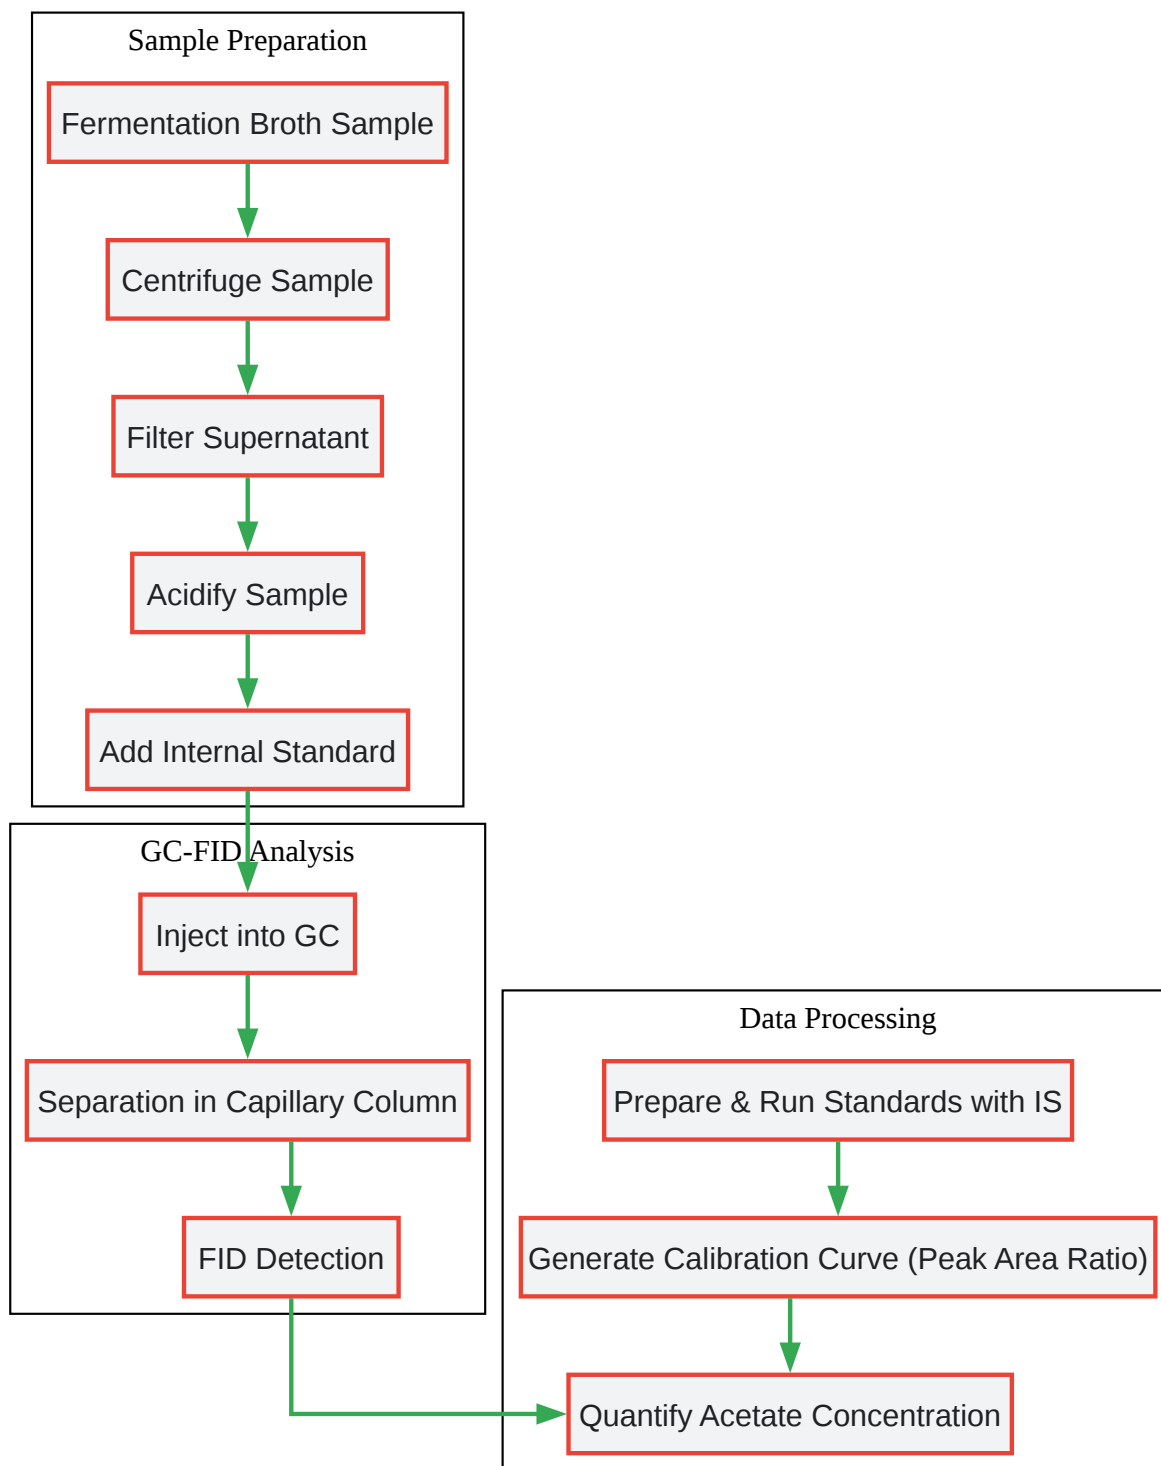 Sample Preparation
Fermentation Broth Sample
Centrifuge Sample
Filter Supernatant
Acidify Sample
Add Internal Standard
GC-FID Analysis
Inject into GC
Separation in Capillary Column
FID Detection
Data Processing
Prepare & Run Standards with IS
Generate Calibration Curve (Peak Area Ratio)
Quantify Acetate Concentration